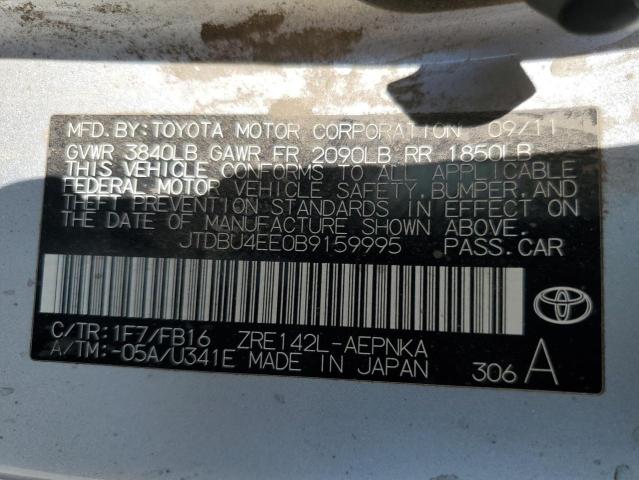 MFD.BY:TOYOTA MOTOR CORPORATION 09/11
GVWR 3840LB GAWR FR 2090LB RR 1850LB
THIS VEHICLE CONFORMS TO ALL APPLICABLE
FEDERAL MOTOR VEHICLE SAFETY,BUMPER,AND
THEFT PREVENTION STANDARDS IN EFFECT ON
THE DATE OF MANUFACTURE SHOWN ABOVE.
JTDBU4EE0B9159995 PASS.CAR
C/TR:1F7/FB16 ZRE142L-AEPNKA
A/TM:-05A/U341E MADE IN JAPAN
306 A